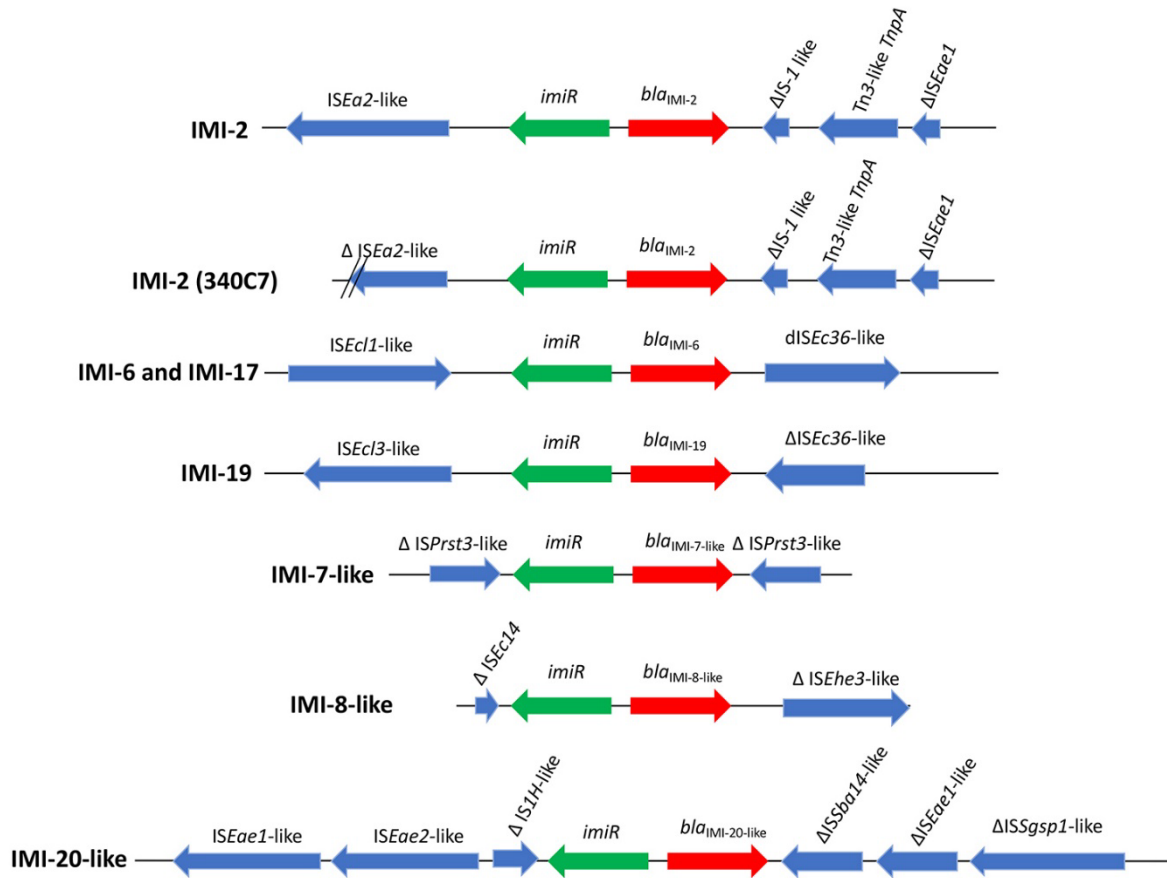 IMI-2
ISEa2-like
imiR
blaIMI-2
ΔIS-1 like
Tn3-like TnpA
ΔISEae1
IMI-2 (340C7)
Δ ISEa2-like
imiR
blaIMI-2
ΔIS-1 like
Tn3-like TnpA
ΔISEae1
IMI-6 and IMI-17
ISEcl1-like
imiR
blaIMI-6
dISEc36-like
IMI-19
ISEcl3-like
imiR
blaIMI-19
ΔISEc36-like
IMI-7-like
Δ ISPrst3-like
imiR
blaIMI-7-like
Δ ISPrst3-like
IMI-8-like
Δ ISEc14
imiR
blaIMI-8-like
Δ ISEhe3-like
IMI-20-like
ISEae1-like
ISEae2-like
Δ IS1H-like
imiR
blaIMI-20-like
ΔISSba14-like
ΔISEae1-like
ΔISSgsp1-like